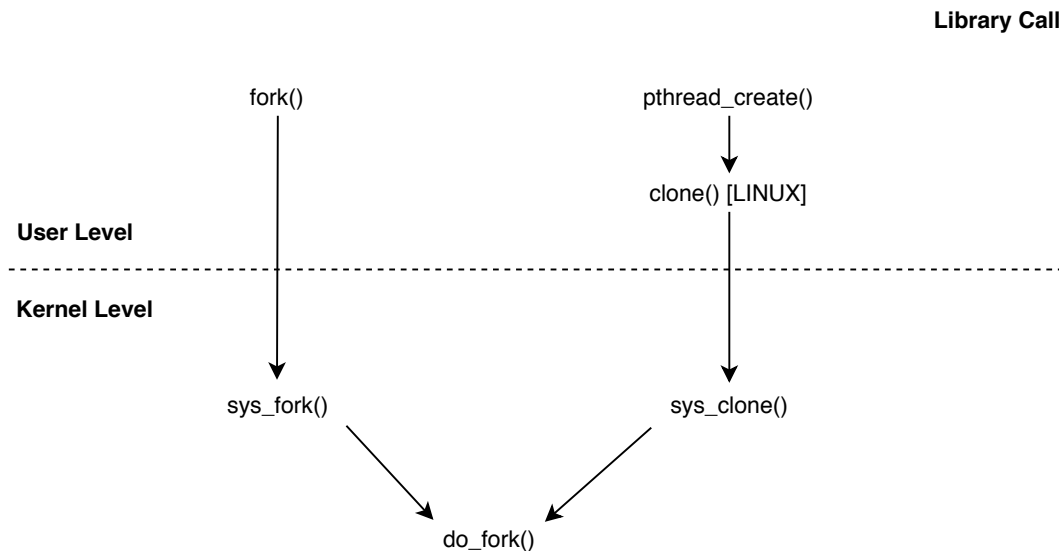 Library Call
fork()
pthread_create()
clone() [LINUX]
User Level
Kernel Level
sys_fork()
sys_clone()
do_fork()